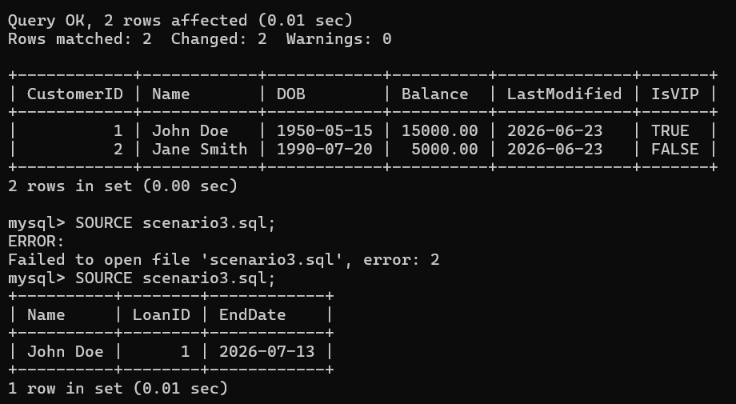 Query OK, 2 rows affected (0.01 sec)
Rows matched: 2  Changed: 2  Warnings: 0

+------------+------------+------------+----------+--------------+-------+
| CustomerID | Name       | DOB        | Balance  | LastModified | IsVIP |
+------------+------------+------------+----------+--------------+-------+
|          1 | John Doe   | 1950-05-15 | 15000.00 | 2026-06-23   | TRUE  |
|          2 | Jane Smith | 1990-07-20 |  5000.00 | 2026-06-23   | FALSE |
+------------+------------+------------+----------+--------------+-------+
2 rows in set (0.00 sec)

mysql> SOURCE scenario3.sql;
ERROR:
Failed to open file 'scenario3.sql', error: 2
mysql> SOURCE scenario3.sql;
+----------+--------+------------+
| Name     | LoanID | EndDate    |
+----------+--------+------------+
| John Doe |      1 | 2026-07-13 |
+----------+--------+------------+
1 row in set (0.01 sec)